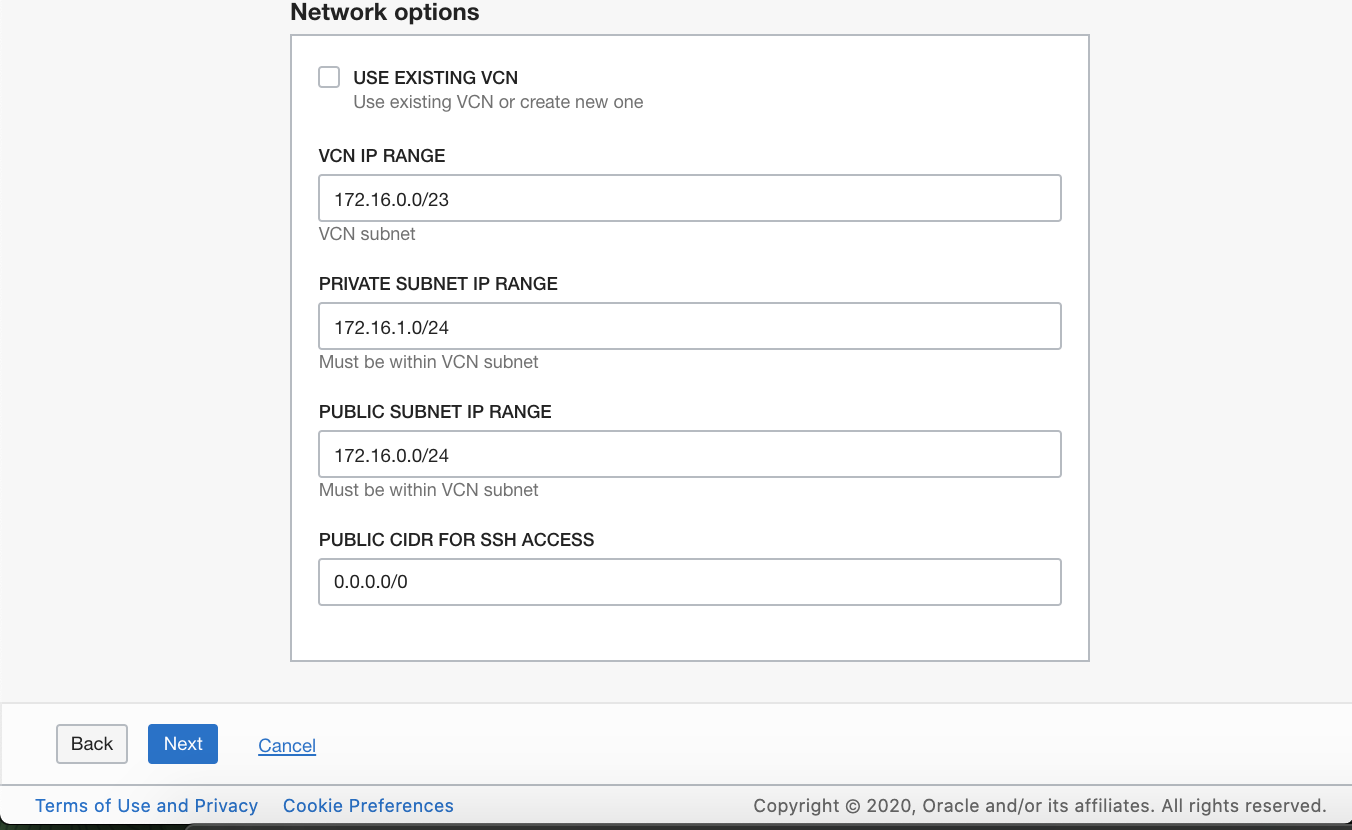 Network options
USE EXISTING VCN
Use existing VCN or create new one
VCN IP RANGE
172.16.0.0/23
VCN subnet
PRIVATE SUBNET IP RANGE
172.16.1.0/24
Must be within VCN subnet
PUBLIC SUBNET IP RANGE
172.16.0.0/24
Must be within VCN subnet
PUBLIC CIDR FOR SSH ACCESS
0.0.0.0/0
Back Next Cancel
Terms of Use and Privacy Cookie Preferences Copyright © 2020, Oracle and/or its affiliates. All rights reserved.